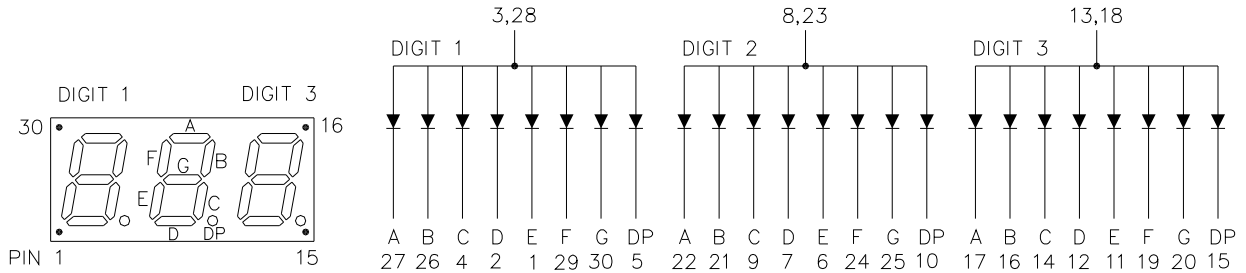 DIGIT 1 DIGIT 3
30 16
A
F G B
E C
D DP
PIN 1 15
3,28
DIGIT 1
A B C D E F G DP
27 26 4 2 1 29 30 5
8,23
DIGIT 2
A B C D E F G DP
22 21 9 7 6 24 25 10
13,18
DIGIT 3
A B C D E F G DP
17 16 14 12 11 19 20 15